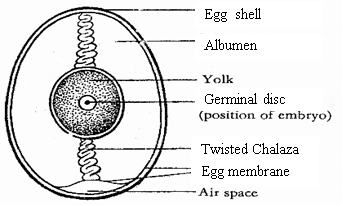 Egg shell
Albumen
Yolk
Germinal disc
(position of embryo)
Twisted Chalaza
Egg membrane
Air space